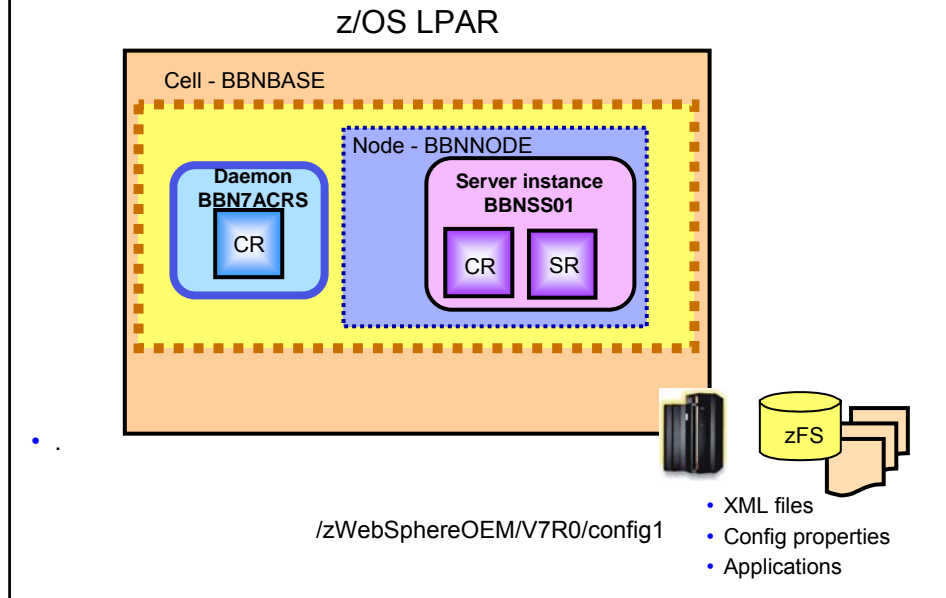 z/OS LPAR
Cell - BBNBASE
Node - BBNNODE
Daemon
BBN7ACRS
CR
Server instance
BBNSS01
CR
SR
• .
zFS
/zWebSphereOEM/V7R0/config1
• XML files
• Config properties
• Applications